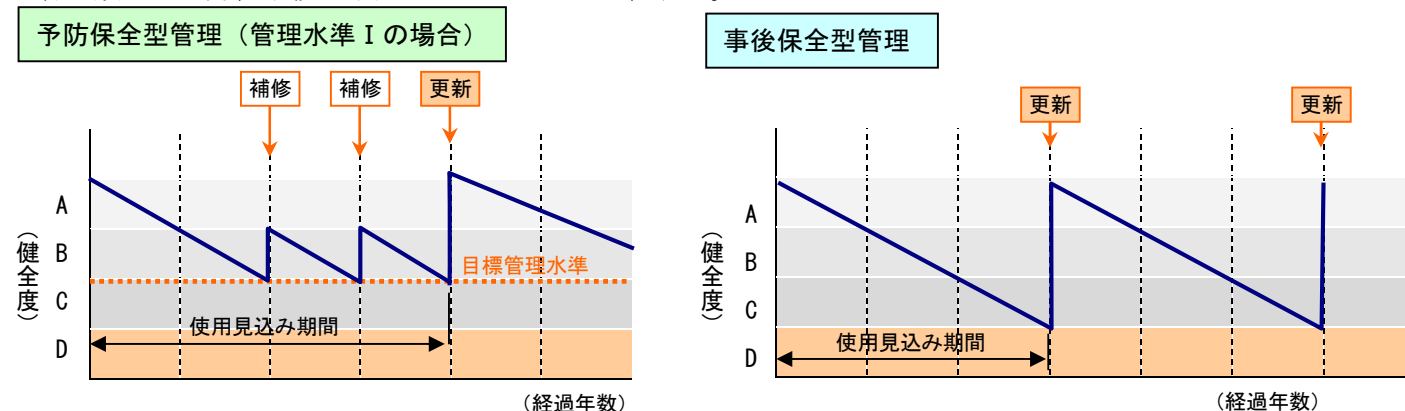 予防保全型管理（管理水準Ⅰの場合）
補修
補修
更新
A
B
C
D
（健全度）
目標管理水準
使用見込み期間
（経過年数）
事後保全型管理
更新
更新
A
B
C
D
（健全度）
使用見込み期間
（経過年数）